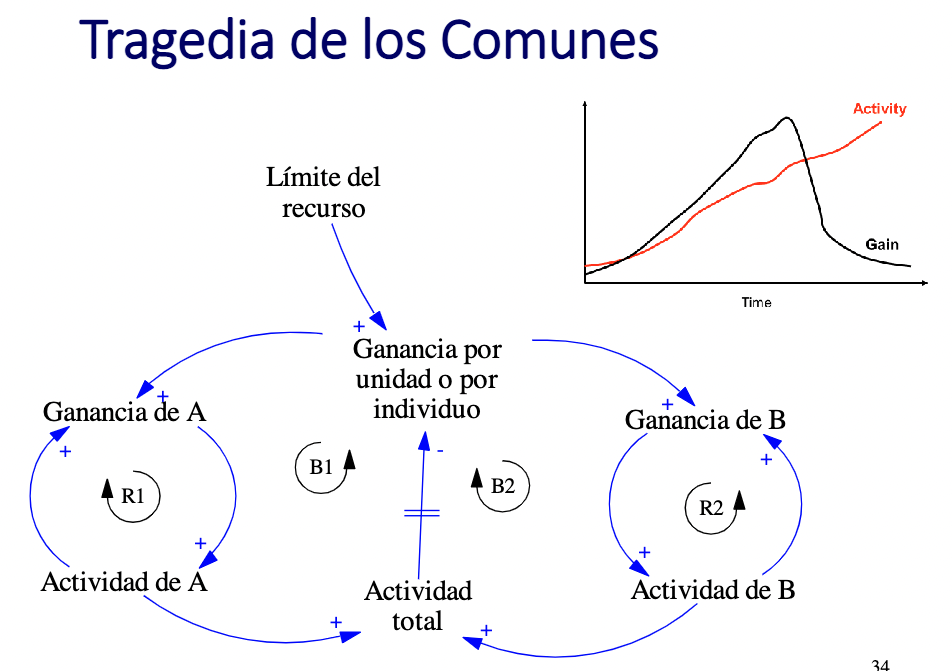 Tragedia de los Comunes
Activity
Gain
Time
Límite del
recurso
+
Ganancia por
unidad o por
individuo
+
Ganancia de A
+
+
Ganancia de B
+
-
+
R1
B1
B2
R2
+
+
Actividad de A
Actividad
total
Actividad de B
+
+
34